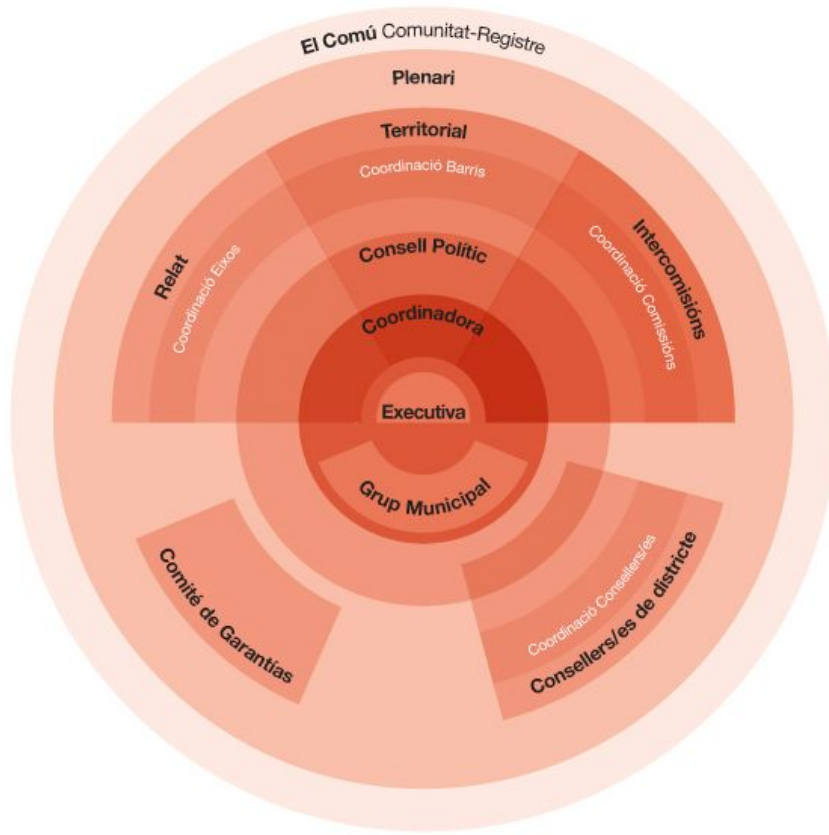 El Comú Comunitat-Registre
Plenari
Territorial
Coordinació Barris
Relat
Coordinació Eixos
Intercomisións
Coordinació Comissións
Consell Polític
Coordinadora
Executiva
Grup Municipal
Comité de Garantías
Coordinació Consellers/es
Consellers/es de districte